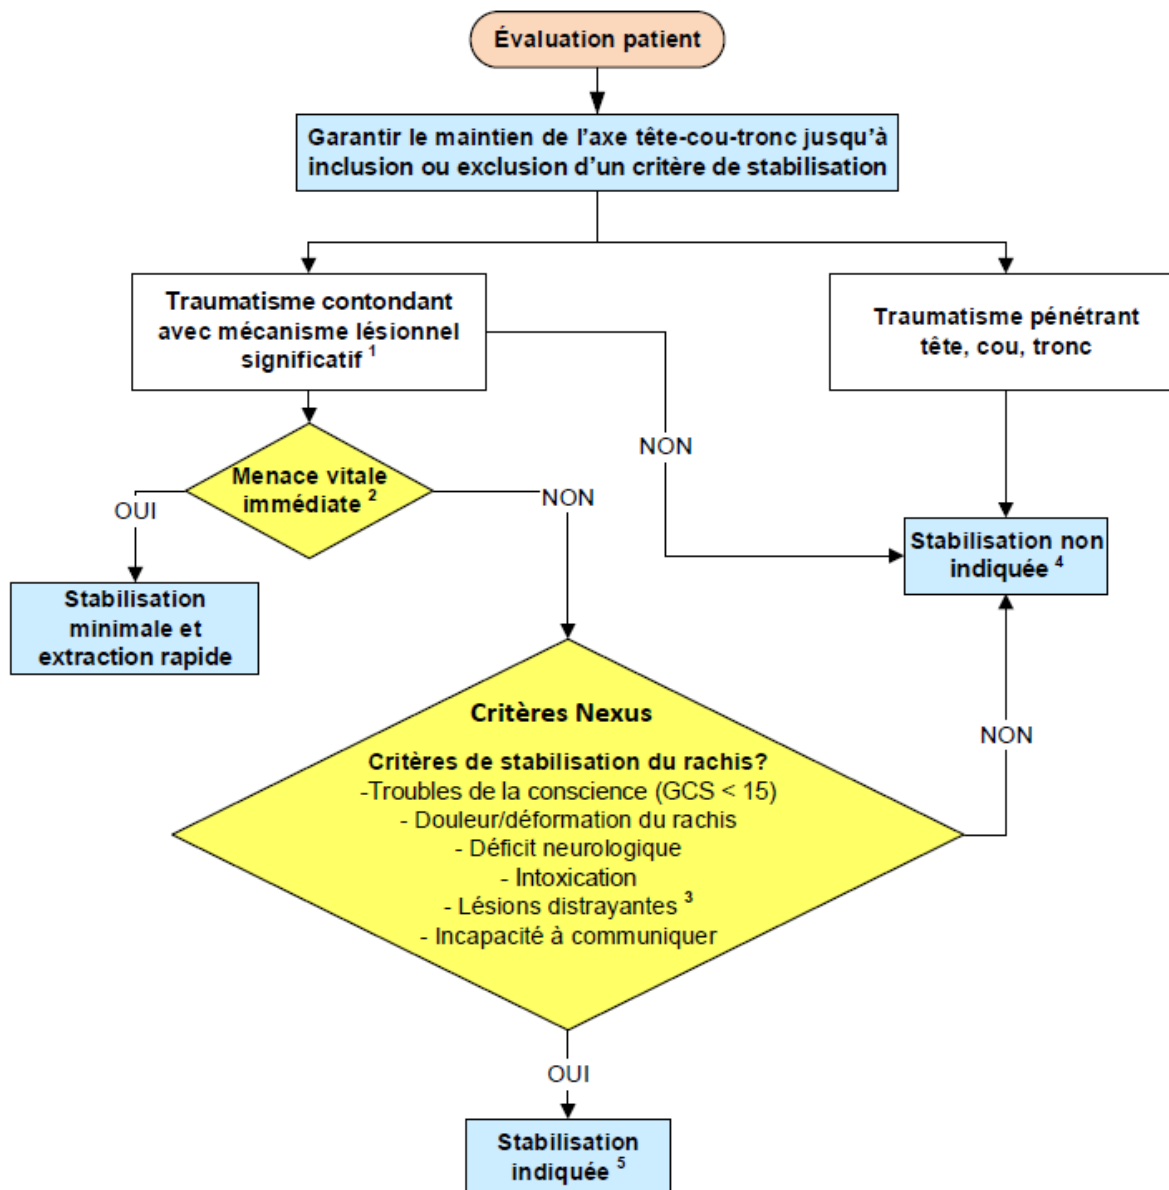 Évaluation patient
Garantir le maintien de l'axe tête-cou-tronc jusqu'à
inclusion ou exclusion d'un critère de stabilisation
Traumatisme contondant
avec mécanisme lésionnel
significatif 1
Traumatisme pénétrant
tête, cou, tronc
NON
Menace vitale
immédiate 2
OUI
NON
Stabilisation non
indiquée 4
Stabilisation
minimale et
extraction rapide
Critères Nexus
NON
Critères de stabilisation du rachis?
-Troubles de la conscience (GCS < 15)
- Douleur/déformation du rachis
- Déficit neurologique
- Intoxication
- Lésions distrayantes 3
- Incapacité à communiquer
OUI
Stabilisation
indiquée 5